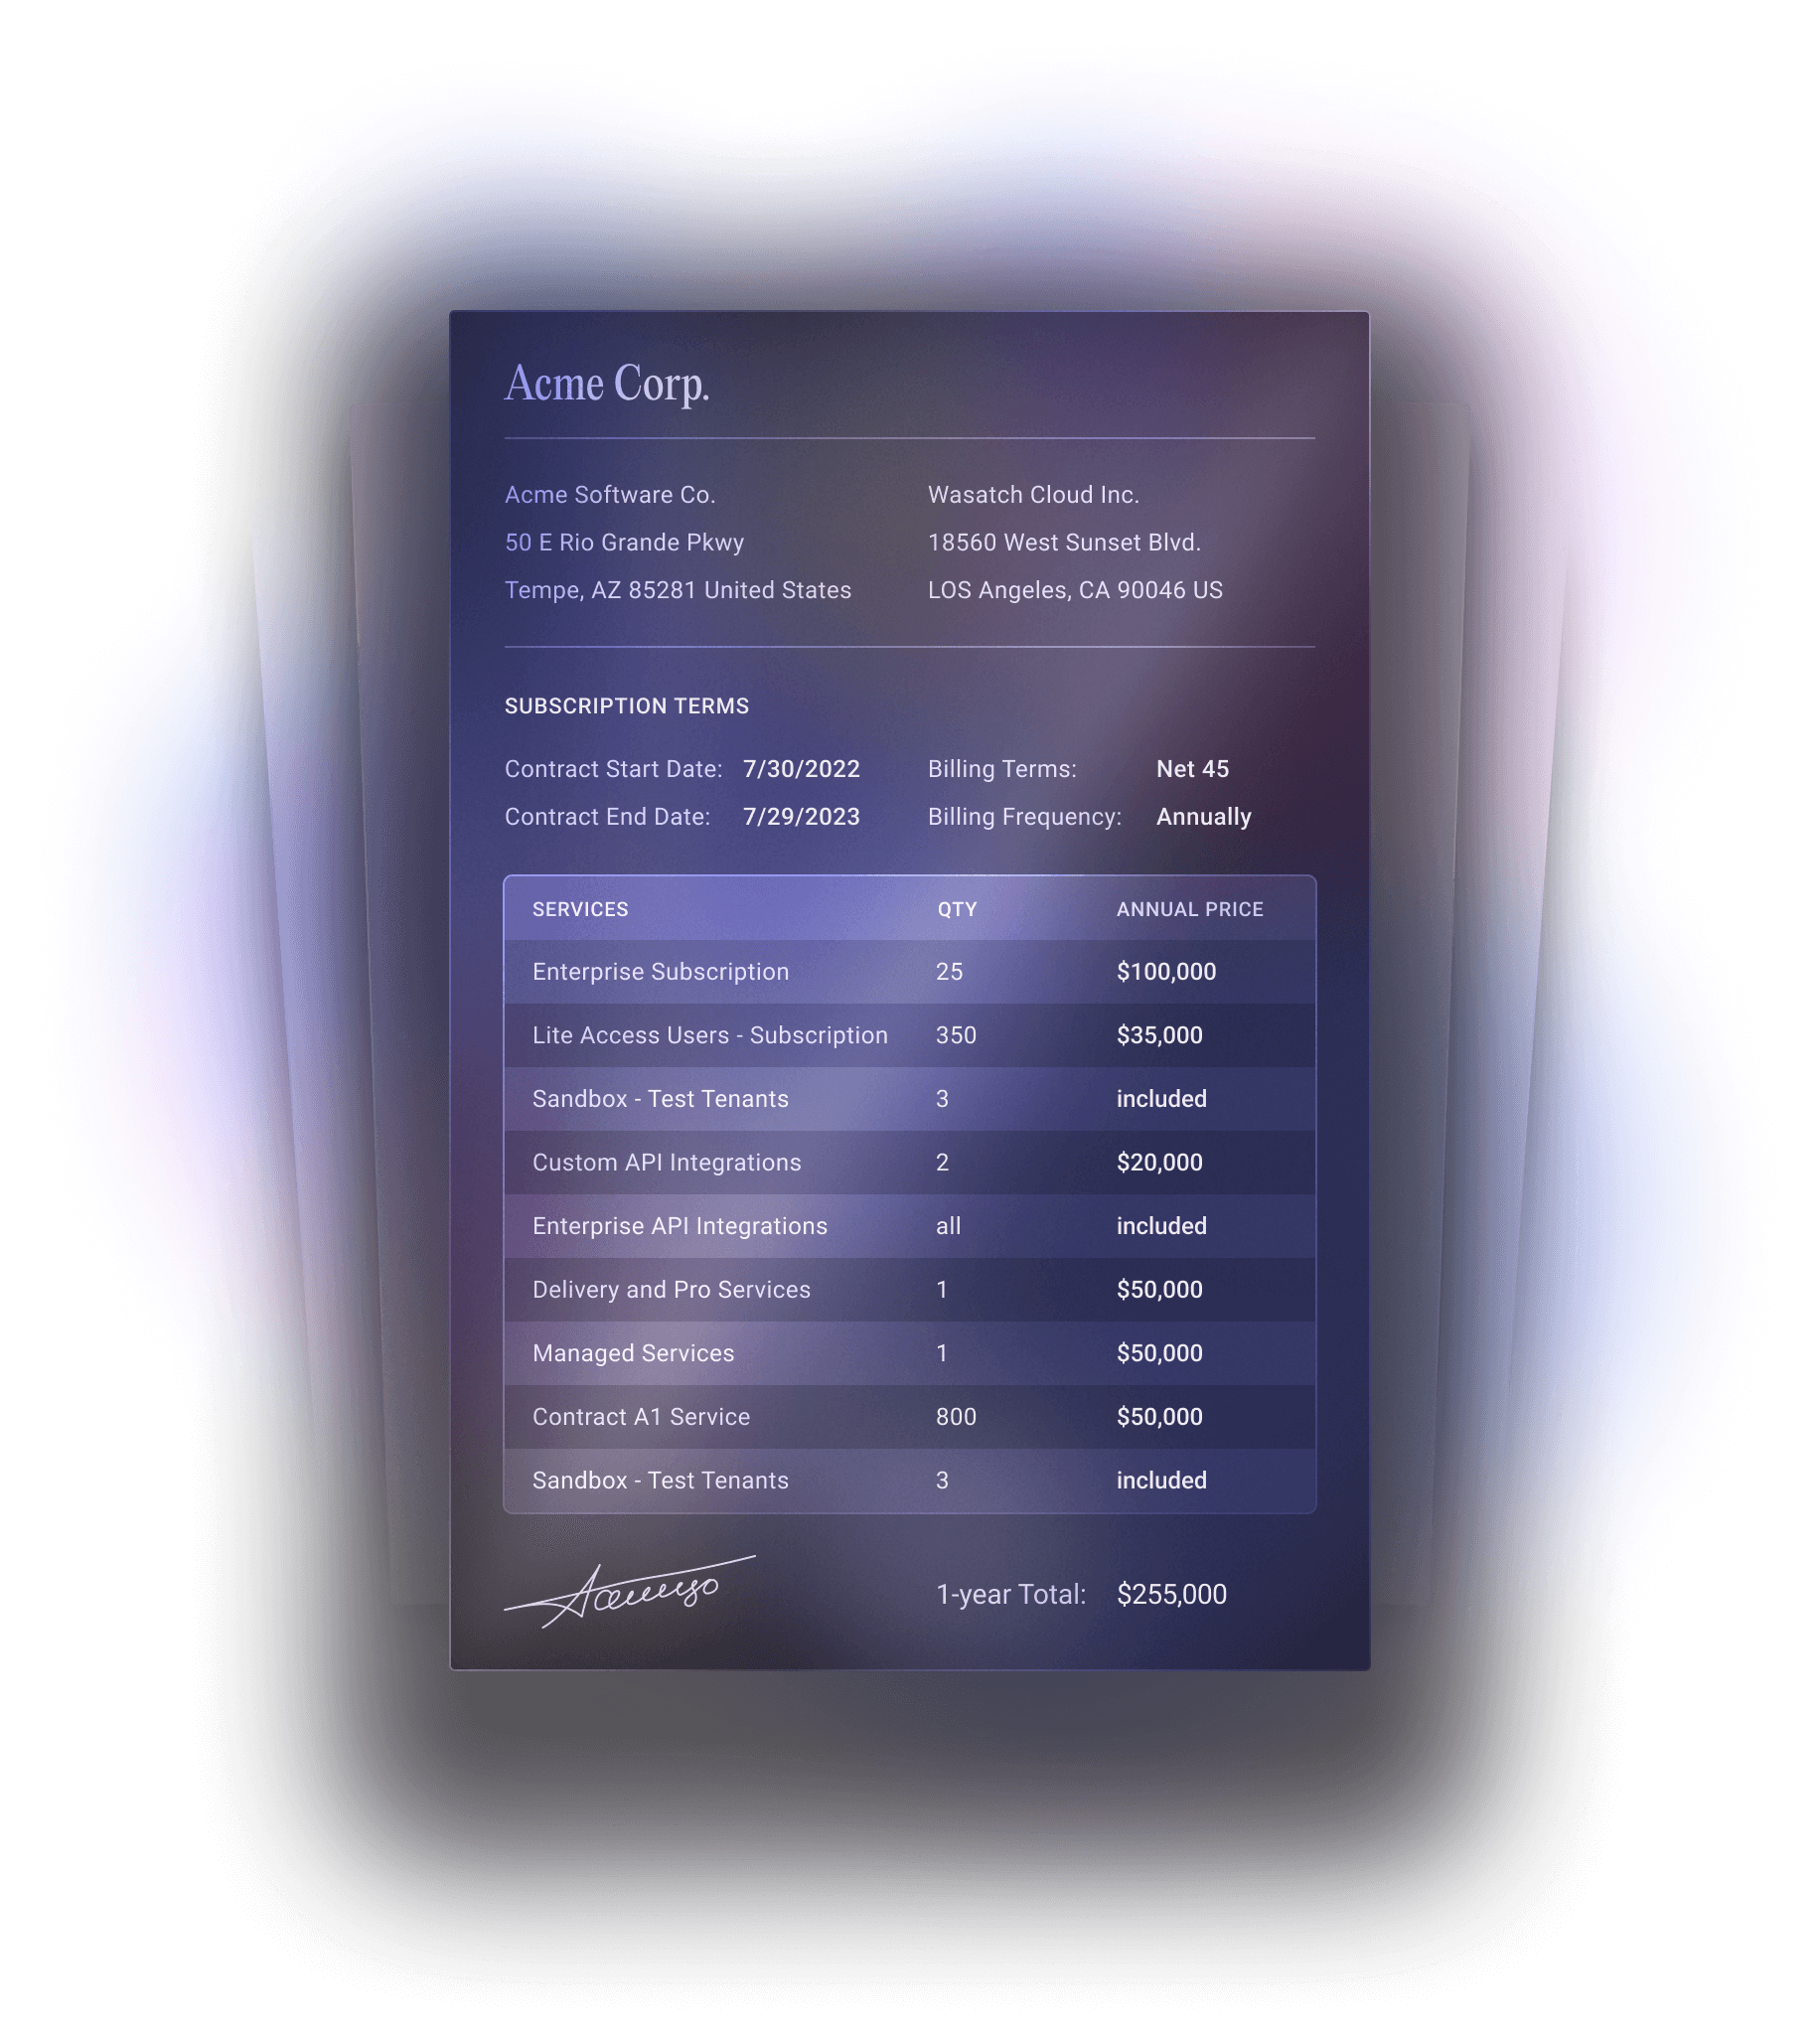 Acme Corp.
Acme Software Co.
50 E Rio Grande Pkwy
Tempe, AZ 85281 United States
Wasatch Cloud Inc.
18560 West Sunset Blvd.
LOS Angeles, CA 90046 US
SUBSCRIPTION TERMS
Contract Start Date: 7/30/2022 Billing Terms: Net 45
Contract End Date: 7/29/2023 Billing Frequency: Annually
SERVICES QTY ANNUAL PRICE
Enterprise Subscription 25 $100,000
Lite Access Users - Subscription 350 $35,000
Sandbox - Test Tenants 3 included
Custom API Integrations 2 $20,000
Enterprise API Integrations all included
Delivery and Pro Services 1 $50,000
Managed Services 1 $50,000
Contract A1 Service 800 $50,000
Sandbox - Test Tenants 3 included
1-year Total: $255,000